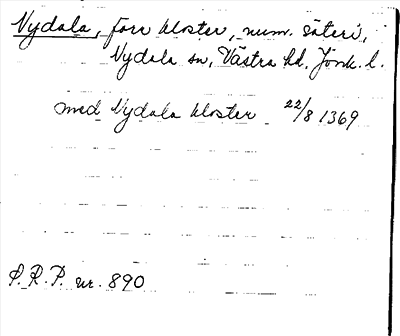 Nydala, förr kloster, num. säteri,
Nydala sn, Västra hd, Jönk. l.
med Nydala kloster 22/8 1369
S.R.P. nr. 890